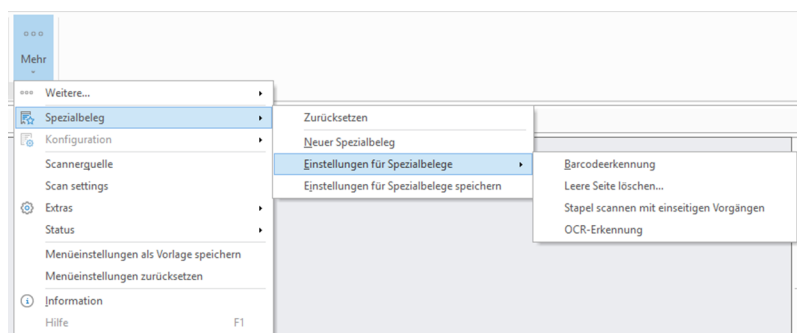 Mehr
Weitere...
Spezialbeleg
Konfiguration
Scannerquelle
Scan settings
Extras
Status
Menüeinstellungen als Vorlage speichern
Menüeinstellungen zurücksetzen
Information
Hilfe F1
Zurücksetzen
Neuer Spezialbeleg
Einstellungen für Spezialbelege
Einstellungen für Spezialbelege speichern
Barcodeerkennung
Leere Seite löschen...
Stapel scannen mit einseitigen Vorgängen
OCR-Erkennung